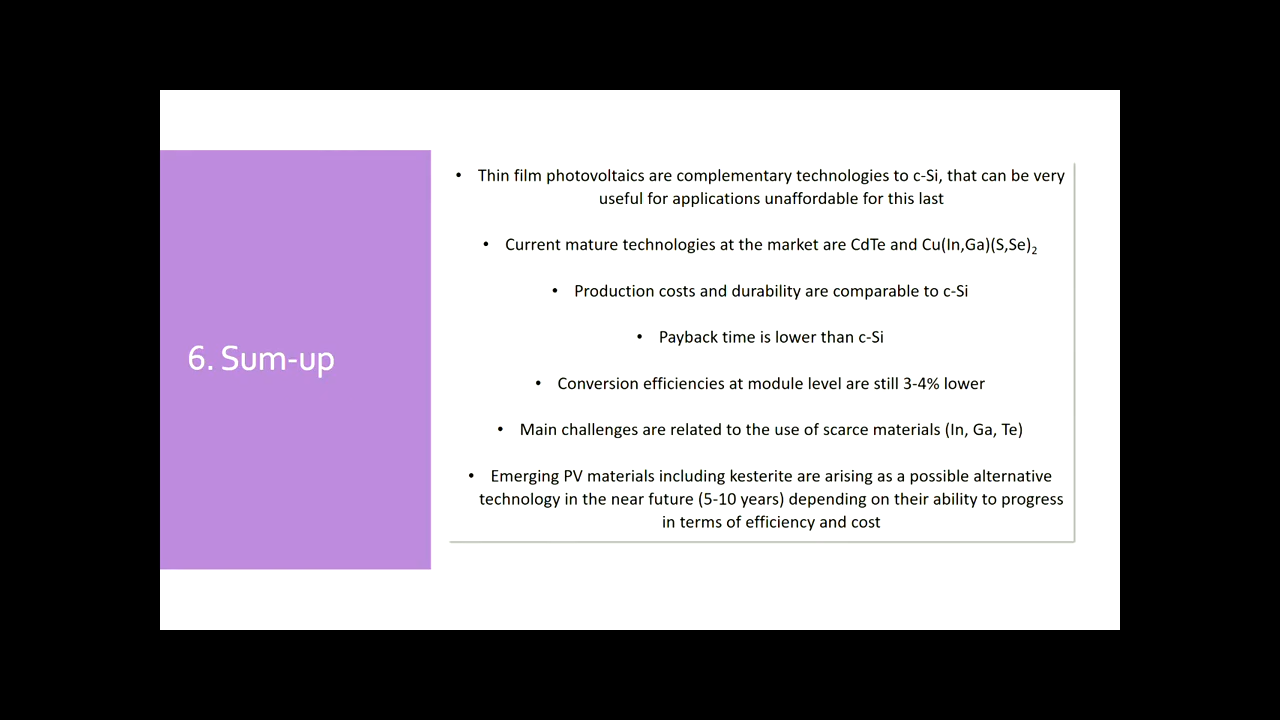 6. Sum-up
• Thin film photovoltaics are complementary technologies to c-Si, that can be very
useful for applications unaffordable for this last
• Current mature technologies at the market are CdTe and Cu(In,Ga)(S,Se)₂
• Production costs and durability are comparable to c-Si
• Payback time is lower than c-Si
• Conversion efficiencies at module level are still 3-4% lower
• Main challenges are related to the use of scarce materials (In, Ga, Te)
• Emerging PV materials including kesterite are arising as a possible alternative
technology in the near future (5-10 years) depending on their ability to progress
in terms of efficiency and cost